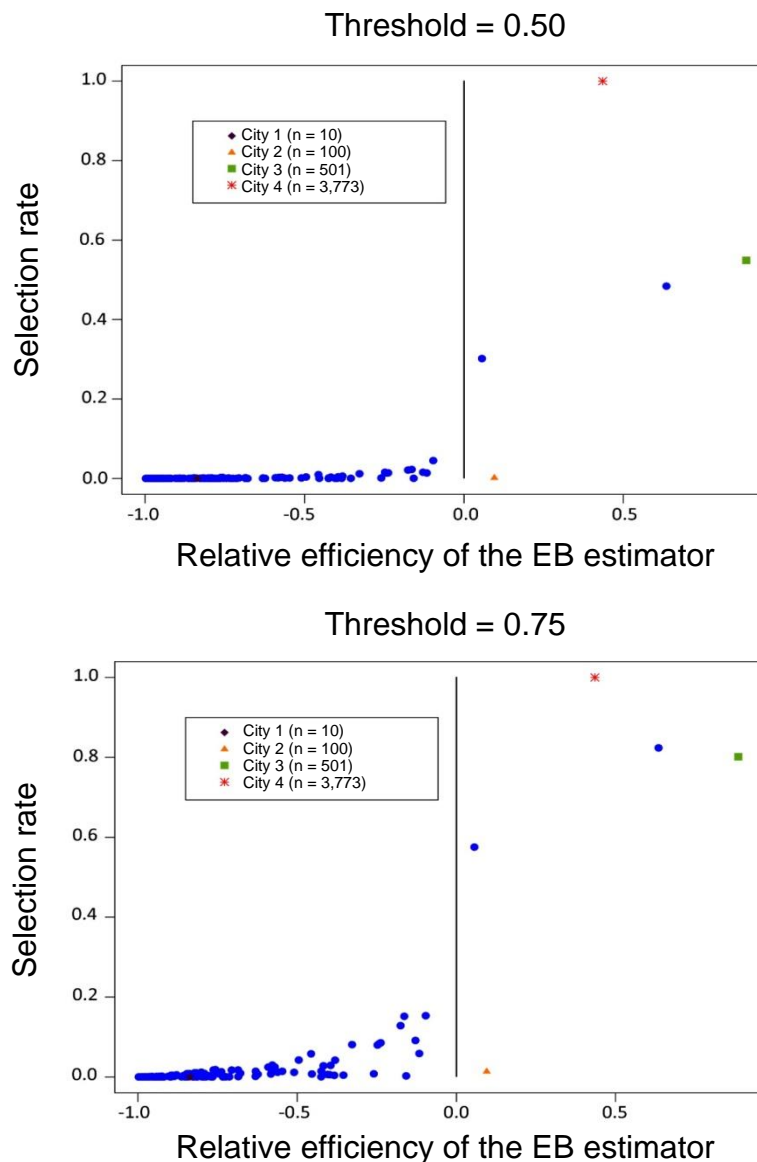 Threshold = 0.50
1.0
0.8
0.6
0.4
0.2
0.0
Selection rate
City 1 (n = 10)
City 2 (n = 100)
City 3 (n = 501)
City 4 (n = 3,773)
-1.0
-0.5
0.0
0.5
Relative efficiency of the EB estimator
Threshold = 0.75
1.0
0.8
0.6
0.4
0.2
0.0
Selection rate
City 1 (n = 10)
City 2 (n = 100)
City 3 (n = 501)
City 4 (n = 3,773)
-1.0
-0.5
0.0
0.5
Relative efficiency of the EB estimator